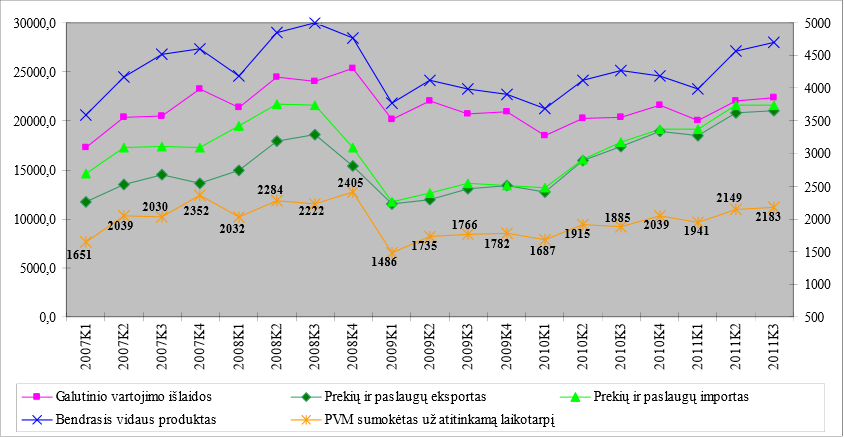 30000,0
25000,0
20000,0
15000,0
10000,0
5000,0
0,0
5000
4500
4000
3500
3000
2500
2000
1500
1000
500
1651
2039
2030
2352
2032
2284
2222
2405
1486
1735
1766
1782
1687
1915
1885
2039
1941
2149
2183
2007K1
2007K2
2007K3
2007K4
2008K1
2008K2
2008K3
2008K4
2009K1
2009K2
2009K3
2009K4
2010K1
2010K2
2010K3
2010K4
2011K1
2011K2
2011K3
Galutinio vartojimo išlaidos
Prekių ir paslaugų eksportas
Prekių ir paslaugų importas
Bendrasis vidaus produktas
PVM sumokėtas už atitinkamą laikotarpį